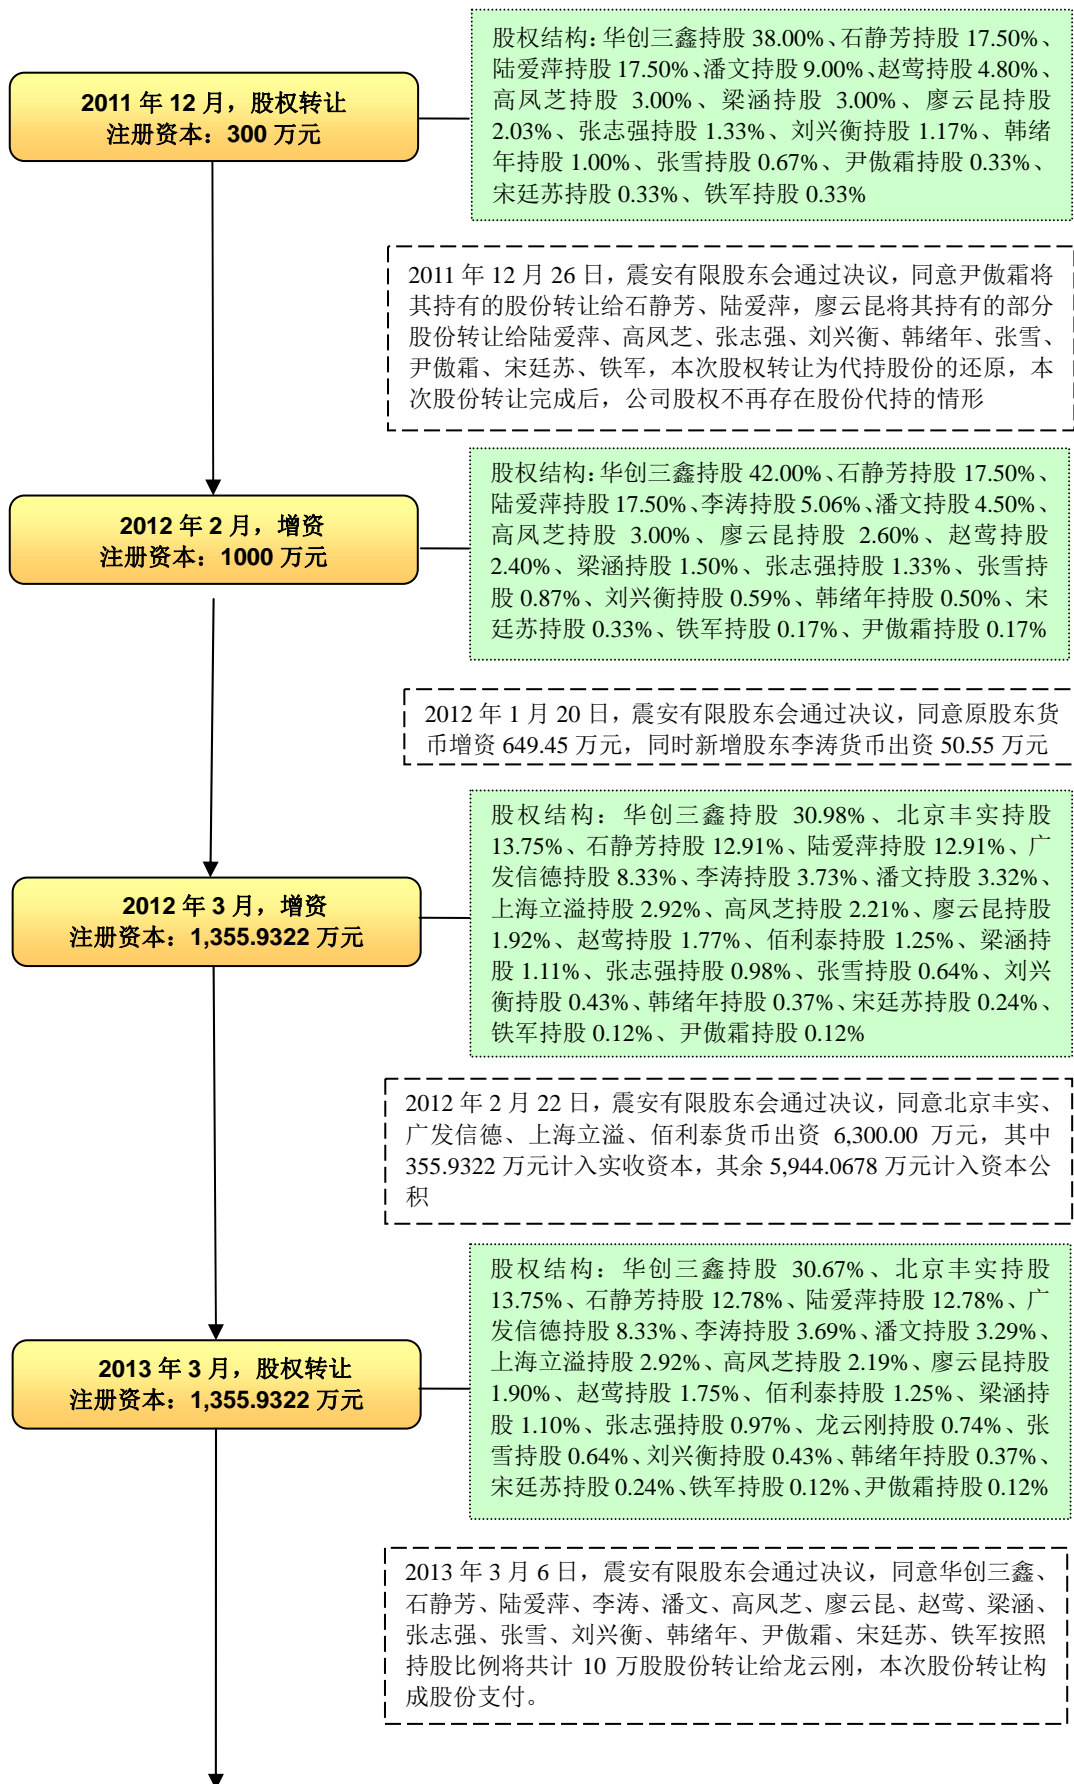 股权结构：华创三鑫持股 38.00%、石静芳持股 17.50%、
陆爱萍持股 17.50%、潘文持股 9.00%、赵莺持股 4.80%、
高凤芝持股 3.00%、梁涵持股 3.00%、廖云昆持股
2.03%、张志强持股 1.33%、刘兴衡持股 1.17%、韩绪
年持股 1.00%、张雪持股 0.67%、尹傲霜持股 0.33%、
宋廷苏持股 0.33%、铁军持股 0.33%
2011 年 12 月，股权转让
注册资本：300 万元
2011 年 12 月 26 日，震安有限股东会通过决议，同意尹傲霜将
其持有的股份转让给石静芳、陆爱萍，廖云昆将其持有的部分
股份转让给陆爱萍、高凤芝、张志强、刘兴衡、韩绪年、张雪、
尹傲霜、宋廷苏、铁军，本次股权转让为代持股份的还原，本
次股份转让完成后，公司股权不再存在股份代持的情形
股权结构：华创三鑫持股 42.00%、石静芳持股 17.50%、
陆爱萍持股 17.50%、李涛持股 5.06%、潘文持股 4.50%、
高凤芝持股 3.00%、廖云昆持股 2.60%、赵莺持股
2.40%、梁涵持股 1.50%、张志强持股 1.33%、张雪持
股 0.87%、刘兴衡持股 0.59%、韩绪年持股 0.50%、宋
廷苏持股 0.33%、铁军持股 0.17%、尹傲霜持股 0.17%
2012 年 2 月，增资
注册资本：1000 万元
2012 年 1 月 20 日，震安有限股东会通过决议，同意原股东货
币增资 649.45 万元，同时新增股东李涛货币出资 50.55 万元
股权结构：华创三鑫持股 30.98%、北京丰实持股
13.75%、石静芳持股 12.91%、陆爱萍持股 12.91%、广
发信德持股 8.33%、李涛持股 3.73%、潘文持股 3.32%、
上海立溢持股 2.92%、高凤芝持股 2.21%、廖云昆持股
1.92%、赵莺持股 1.77%、佰利泰持股 1.25%、梁涵持
股 1.11%、张志强持股 0.98%、张雪持股 0.64%、刘兴
衡持股 0.43%、韩绪年持股 0.37%、宋廷苏持股 0.24%、
铁军持股 0.12%、尹傲霜持股 0.12%
2012 年 3 月，增资
注册资本：1,355.9322 万元
2012 年 2 月 22 日，震安有限股东会通过决议，同意北京丰实、
广发信德、上海立溢、佰利泰货币出资 6,300.00 万元，其中
355.9322 万元计入实收资本，其余 5,944.0678 万元计入资本公
积
股权结构：华创三鑫持股 30.67%、北京丰实持股
13.75%、石静芳持股 12.78%、陆爱萍持股 12.78%、广
发信德持股 8.33%、李涛持股 3.69%、潘文持股 3.29%、
上海立溢持股 2.92%、高凤芝持股 2.19%、廖云昆持股
1.90%、赵莺持股 1.75%、佰利泰持股 1.25%、梁涵持
股 1.10%、张志强持股 0.97%、龙云刚持股 0.74%、张
雪持股 0.64%、刘兴衡持股 0.43%、韩绪年持股 0.37%、
宋廷苏持股 0.24%、铁军持股 0.12%、尹傲霜持股 0.12%
2013 年 3 月，股权转让
注册资本：1,355.9322 万元
2013 年 3 月 6 日，震安有限股东会通过决议，同意华创三鑫、
石静芳、陆爱萍、李涛、潘文、高凤芝、廖云昆、赵莺、梁涵、
张志强、张雪、刘兴衡、韩绪年、尹傲霜、宋廷苏、铁军按照
持股比例将共计 10 万股股份转让给龙云刚，本次股份转让构
成股份支付。